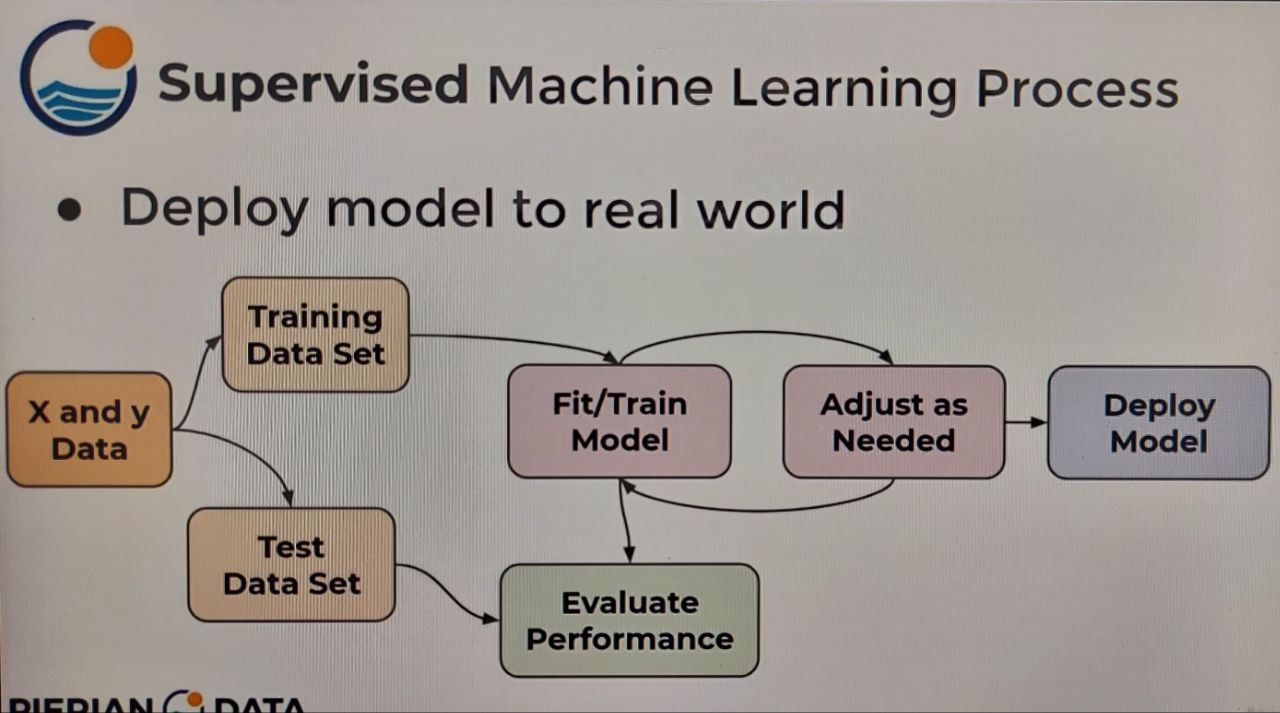 Supervised Machine Learning Process
● Deploy model to real world
Training
Data Set
X and y
Data
Fit/Train
Model
Adjust as
Needed
Deploy
Model
Test
Data Set
Evaluate
Performance
PIERIAN DATA